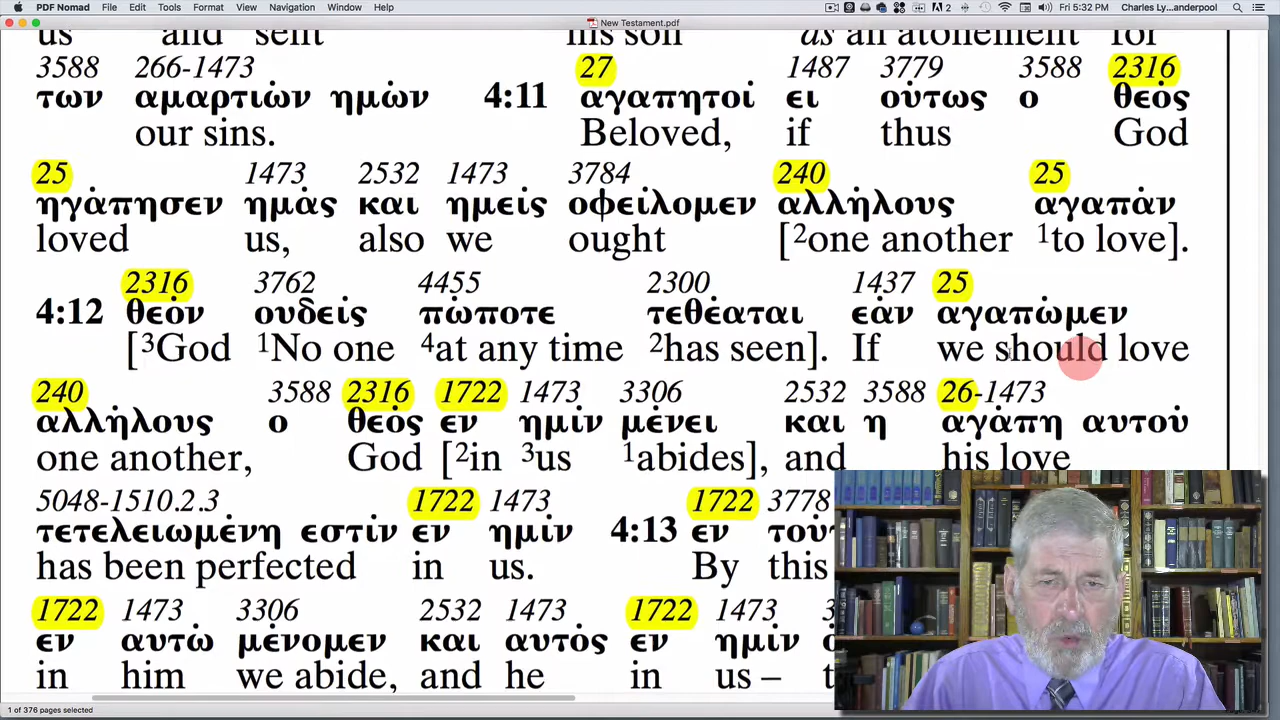 PDF Nomad File Edit Tools Format View Navigation Window Help 2 Fri 5:32 PM Charles Ly...anderpool
New Testament.pdf
us and sent his son as an atonement for
3588 266-1473 27 1487 3779 3588 2316
των αμαρτιών ημών 4:11 αγαπητοί ει ούτως ο θεός
our sins. Beloved, if thus God
25 1473 2532 1473 3784 240 25
ηγάπησεν ημάς και ημείς οφείλομεν αλλήλους αγαπάν
loved us, also we ought [2one another 1to love].
2316 3762 4455 2300 1437 25
4:12 θεόν ουδείς πώποτε τεθέαται εάν αγαπώμεν
[3God 1No one 4at any time 2has seen]. If we should love
240 3588 2316 1722 1473 3306 2532 3588 26-1473
αλλήλους ο θεός εν ημίν μένει και η αγάπη αυτού
one another, God [2in 3us 1abides], and his love
5048-1510.2.3 1722 1473 1722 3778
τετελειωμένη εστίν εν ημίν 4:13 εν
has been perfected in us. By this
1722 1473 3306 2532 1473 1722 1473
εν αυτώ μένομεν και αυτός εν ημίν
in him we abide, and he in us –
1 of 376 pages selected